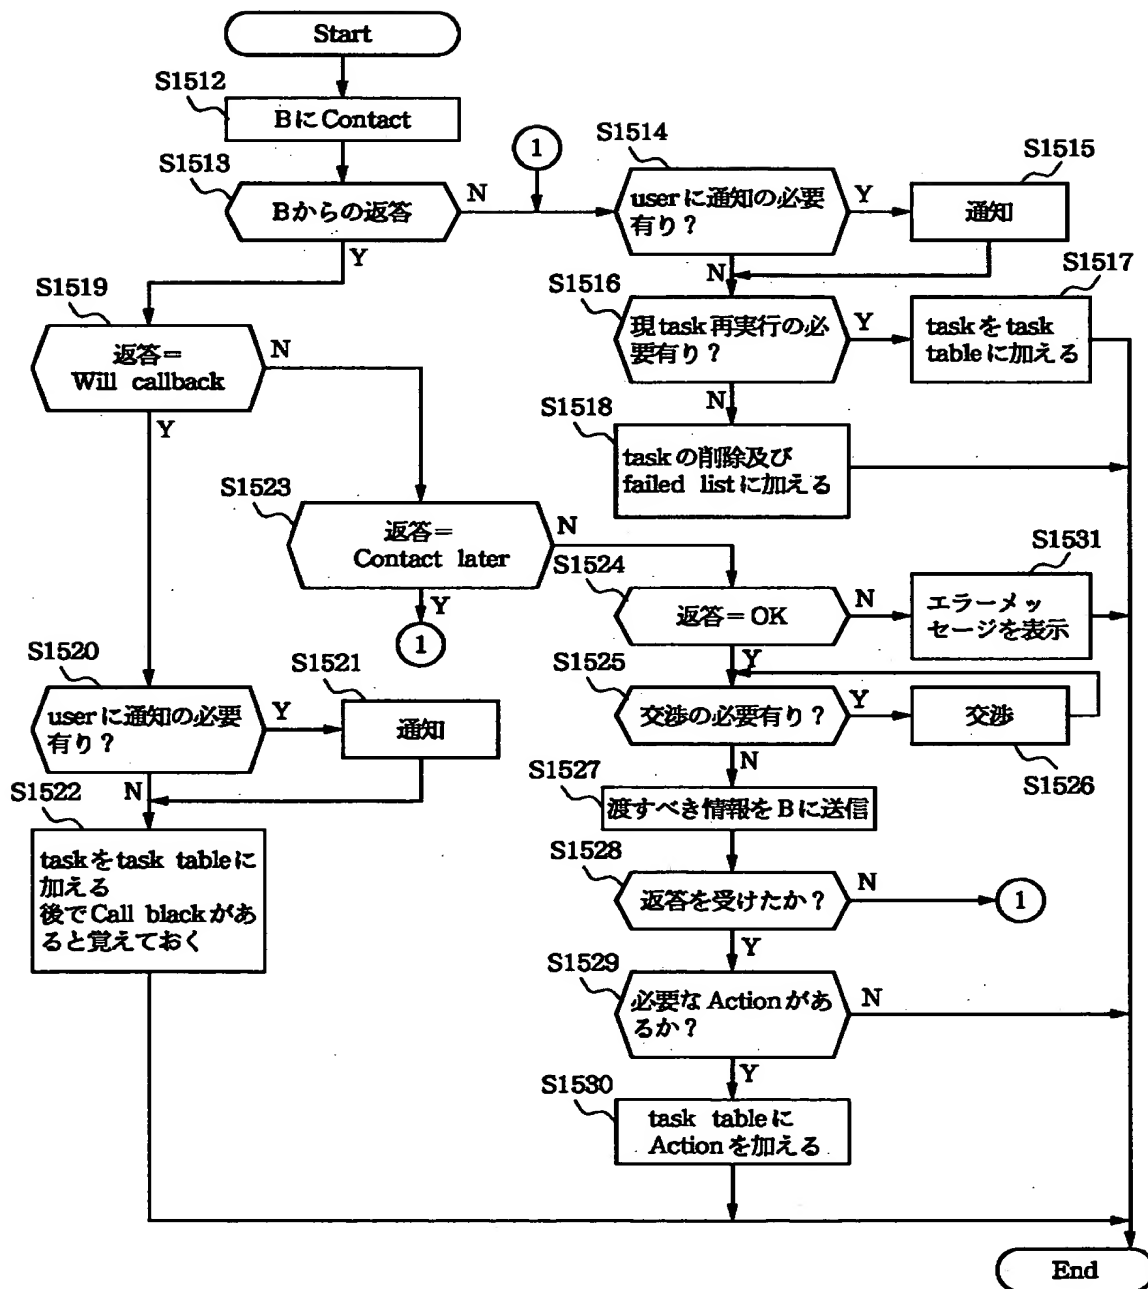 Start
S1512
BにContact
S1513
Bからの返答
N
Y
1
S1514
userに通知の必要
有り？
Y
N
S1515
通知
S1516
現task再実行の必
要有り？
Y
N
S1517
taskをtask
tableに加える
S1518
taskの削除及び
failed listに加える
S1519
返答＝
Will callback
N
Y
S1523
返答＝
Contact later
N
Y
1
S1524
返答＝OK
N
Y
S1531
エラーメッ
セージを表示
S1520
userに通知の必要
有り？
Y
N
S1521
通知
S1522
taskをtask tableに
加える
後でCall blackがあ
ると覚えておく
S1525
交渉の必要有り？
Y
N
交渉
S1526
S1527
渡すべき情報をBに送信
S1528
返答を受けたか？
N
1
Y
S1529
必要なActionがあ
るか？
N
Y
S1530
task tableに
Actionを加える
End